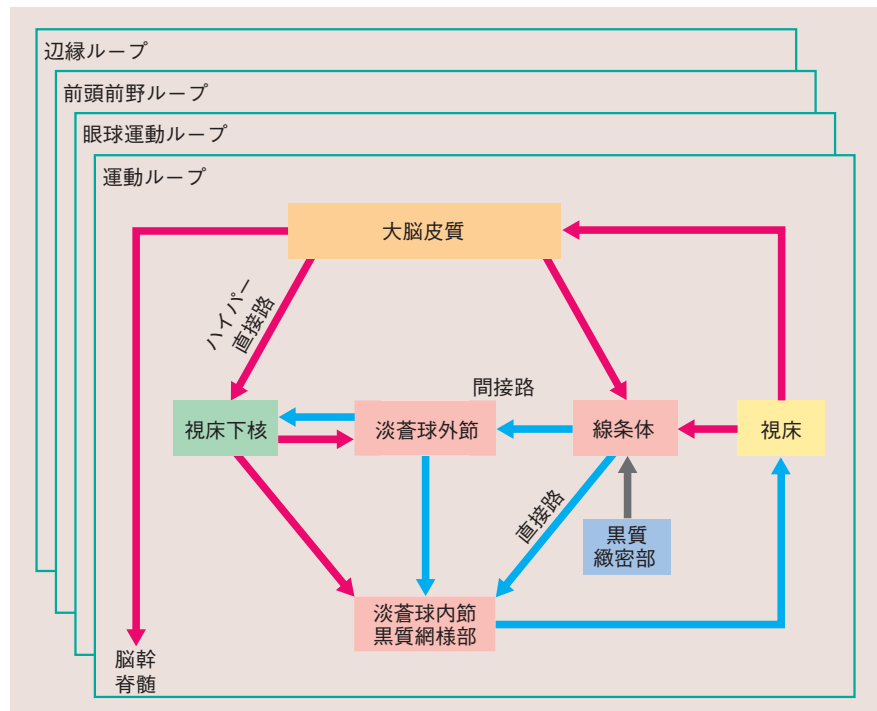 辺縁ループ
前頭前野ループ
眼球運動ループ
運動ループ
大脳皮質
ハイパー
直接路
間接路
視床下核
淡蒼球外節
線条体
視床
直接路
黒質
緻密部
淡蒼球内節
黒質網様部
脳幹
脊髄